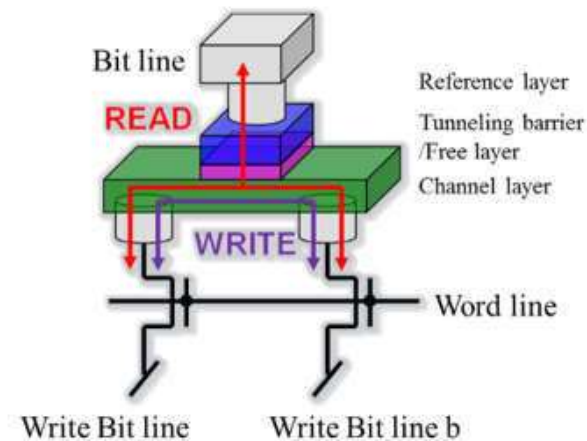 Bit line
Reference layer
READ
Tunneling barrier
/Free layer
Channel layer
WRITE
Word line
Write Bit line
Write Bit line b